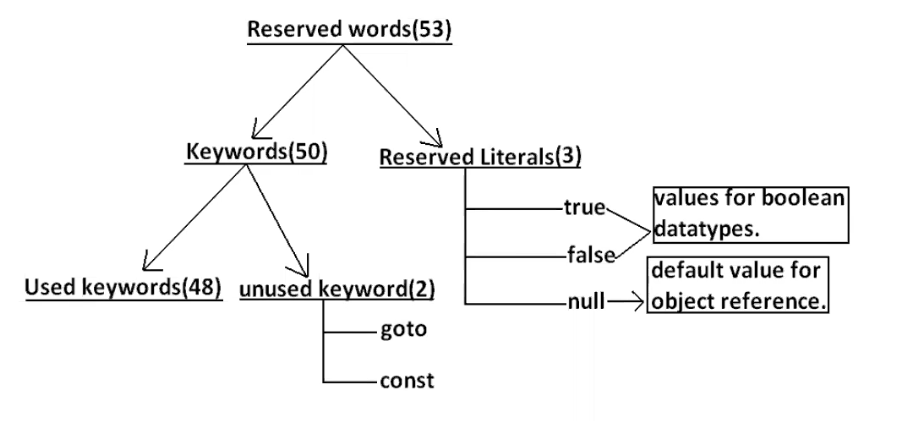 Reserved words(53)
Keywords(50)
Reserved Literals(3)
true
values for boolean
datatypes.
false
default value for
object reference.
null
Used keywords(48)
unused keyword(2)
goto
const